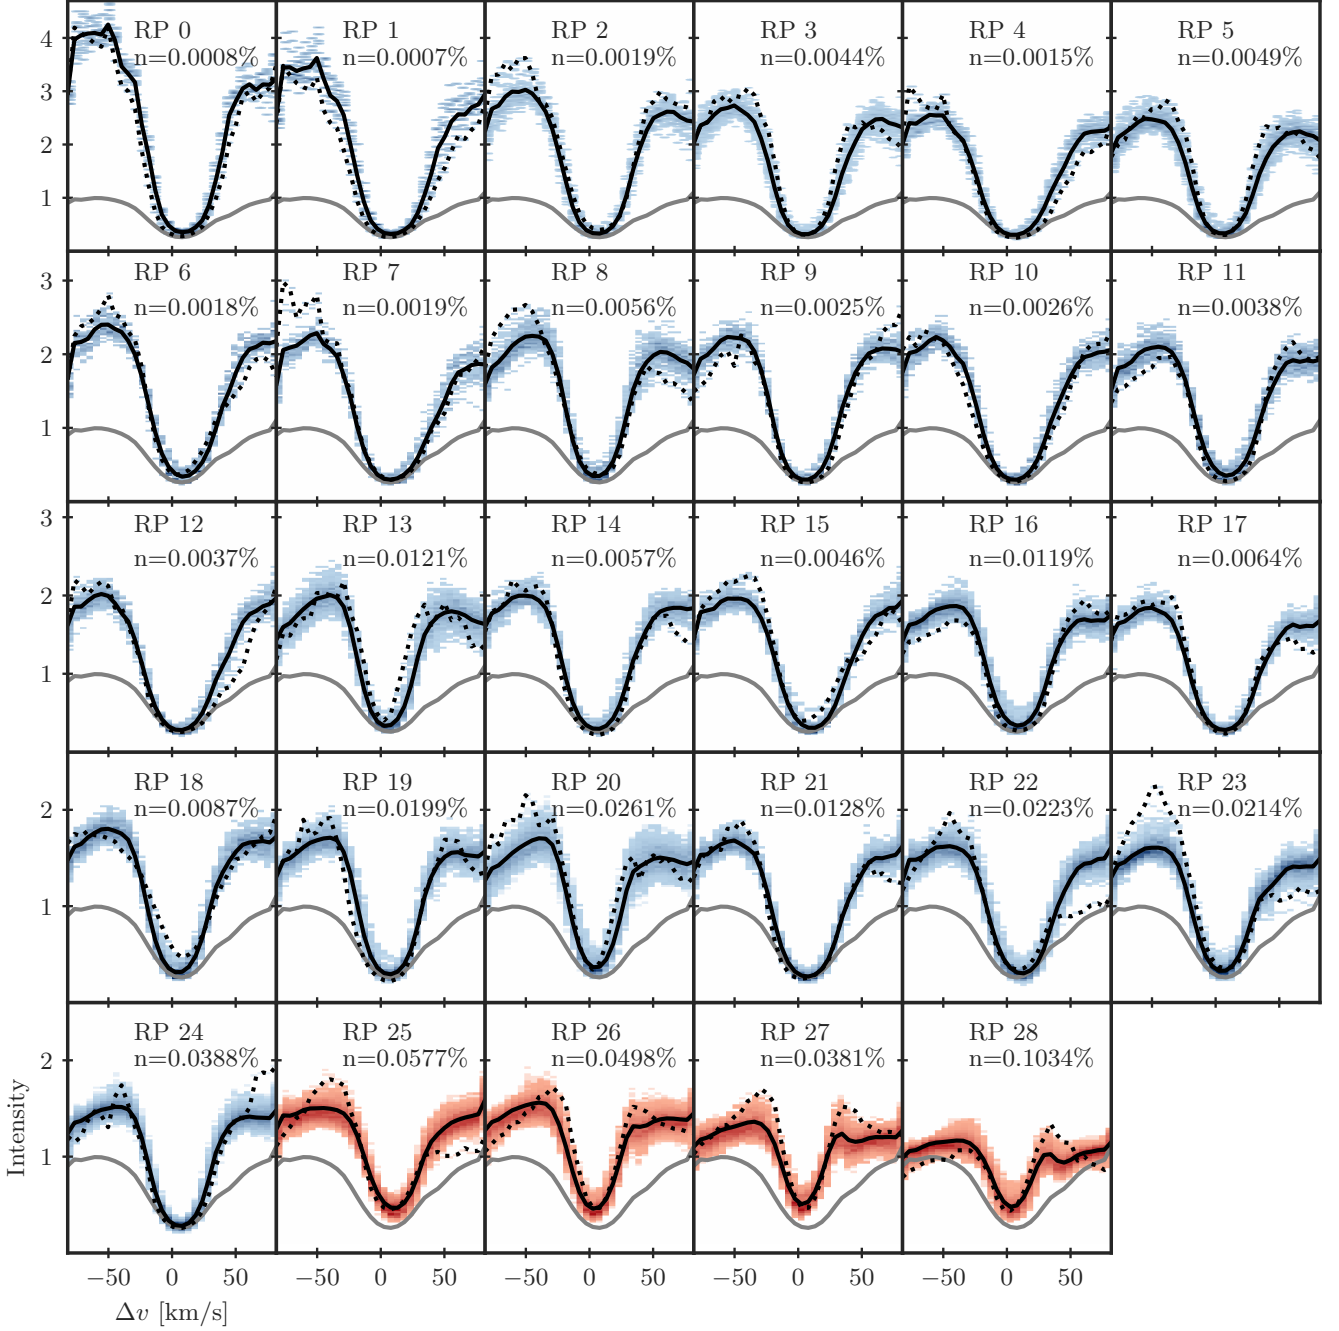 RP 0
n=0.0008%
RP 1
n=0.0007%
RP 2
n=0.0019%
RP 3
n=0.0044%
RP 4
n=0.0015%
RP 5
n=0.0049%
4
3
2
1
RP 6
n=0.0018%
RP 7
n=0.0019%
RP 8
n=0.0056%
RP 9
n=0.0025%
RP 10
n=0.0026%
RP 11
n=0.0038%
3
2
1
RP 12
n=0.0037%
RP 13
n=0.0121%
RP 14
n=0.0057%
RP 15
n=0.0046%
RP 16
n=0.0119%
RP 17
n=0.0064%
3
2
1
RP 18
n=0.0087%
RP 19
n=0.0199%
RP 20
n=0.0261%
RP 21
n=0.0128%
RP 22
n=0.0223%
RP 23
n=0.0214%
2
1
RP 24
n=0.0388%
RP 25
n=0.0577%
RP 26
n=0.0498%
RP 27
n=0.0381%
RP 28
n=0.1034%
2
1
Intensity
−50 0 50
−50 0 50
−50 0 50
−50 0 50
−50 0 50
Δv [km/s]